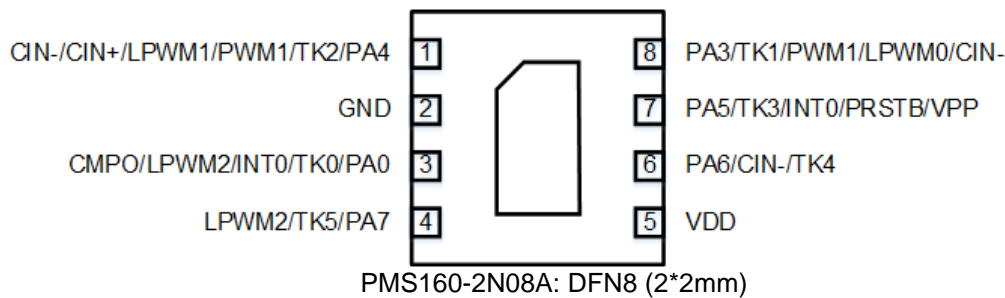 CIN-/CIN+/LPWM1/PWM1/TK2/PA4 1 8 PA3/TK1/PWM1/LPWM0/CIN-
GND 2 7 PA5/TK3/INT0/PRSTB/VPP
CMPO/LPWM2/INT0/TK0/PA0 3 6 PA6/CIN-/TK4
LPWM2/TK5/PA7 4 5 VDD
PMS160-2N08A: DFN8 (2*2mm)